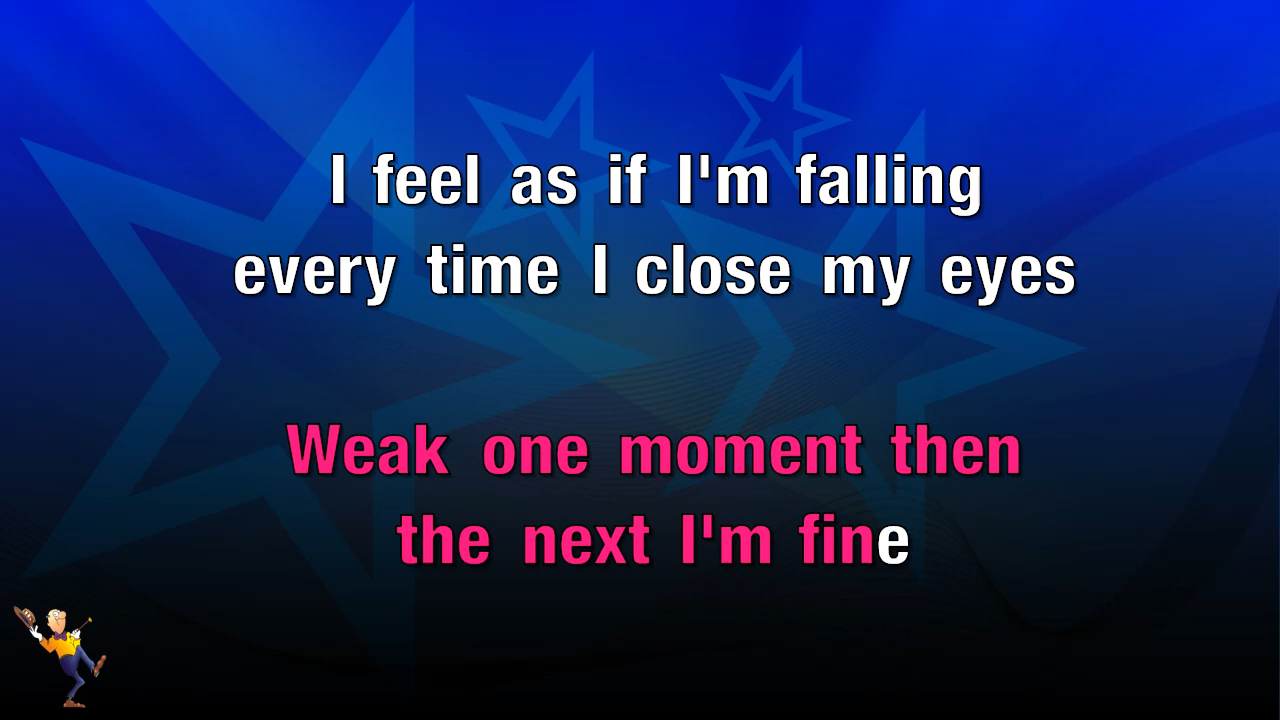 I feel as if I'm falling
every time I close my eyes
Weak one moment then
the next I'm fine